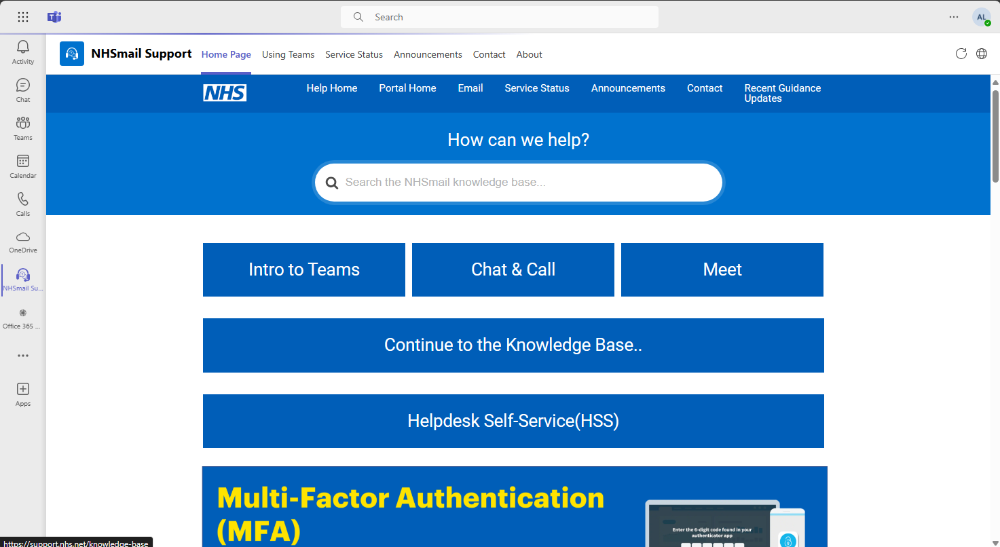 Search
AL
Activity
Chat
Teams
Calendar
Calls
OneDrive
NHSmail Su...
Office 365 ...
Apps
NHSmail Support
Home Page
Using Teams
Service Status
Announcements
Contact
About
NHS
Help Home
Portal Home
Email
Service Status
Announcements
Contact
Recent Guidance
Updates
How can we help?
Search the NHSmail knowledge base...
Intro to Teams
Chat & Call
Meet
Continue to the Knowledge Base..
Helpdesk Self-Service(HSS)
Multi-Factor Authentication
(MFA)
Enter the 6-digit code found in your
authenticator app
https://support.nhs.net/knowledge-base